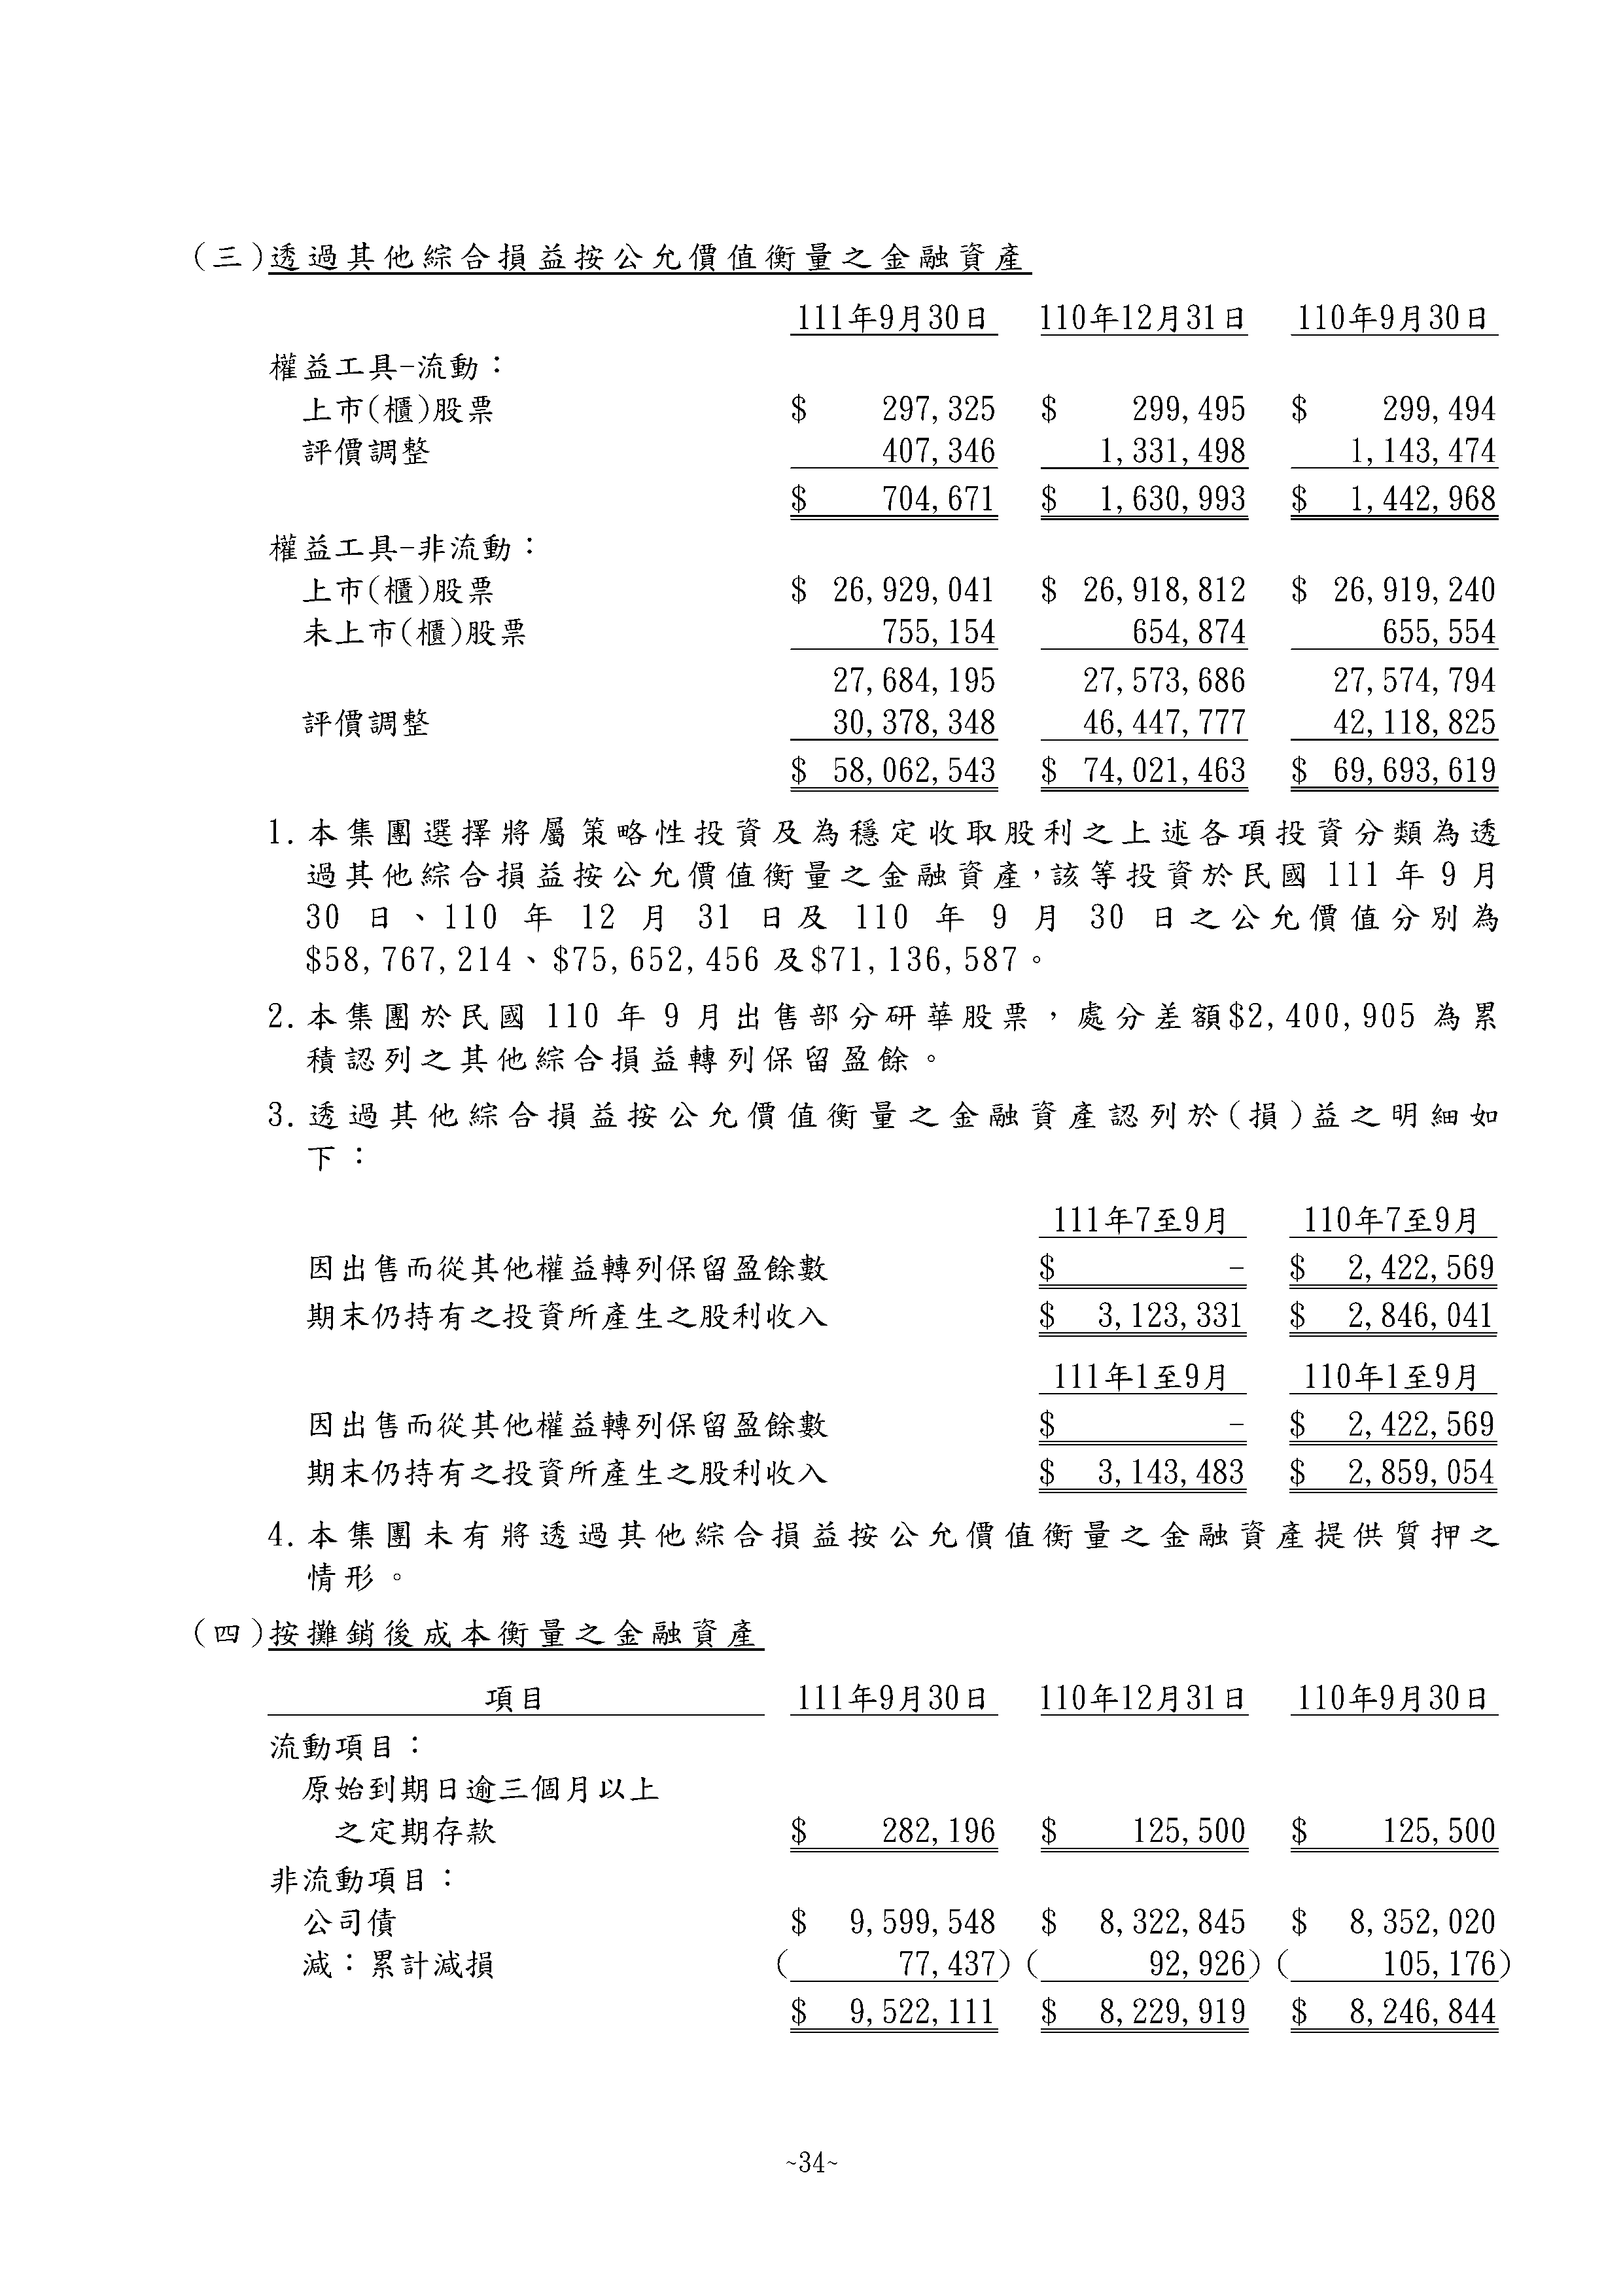 (三)透過其他綜合損益按公允價值衡量之金融資產
111年9月30日 110年12月31日 110年9月30日
權益工具-流動：
上市(櫃)股票 $ 297,325 $ 299,495 $ 299,494
評價調整 407,346 1,331,498 1,143,474
$ 704,671 $ 1,630,993 $ 1,442,968
權益工具-非流動：
上市(櫃)股票 $ 26,929,041 $ 26,918,812 $ 26,919,240
未上市(櫃)股票 755,154 654,874 655,554
27,684,195 27,573,686 27,574,794
評價調整 30,378,348 46,447,777 42,118,825
$ 58,062,543 $ 74,021,463 $ 69,693,619
1.本集團選擇將屬策略性投資及為穩定收取股利之上述各項投資分類為透
過其他綜合損益按公允價值衡量之金融資產，該等投資於民國 111 年 9 月
30 日、110 年 12 月 31 日及 110 年 9 月 30 日之公允價值分別為
$58,767,214、$75,652,456 及$71,136,587。
2.本集團於民國 110 年 9 月出售部分研華股票，處分差額$2,400,905 為累
積認列之其他綜合損益轉列保留盈餘。
3.透過其他綜合損益按公允價值衡量之金融資產認列於(損)益之明細如
下：
111年7至9月 110年7至9月
因出售而從其他權益轉列保留盈餘數 $ - $ 2,422,569
期末仍持有之投資所產生之股利收入 $ 3,123,331 $ 2,846,041
111年1至9月 110年1至9月
因出售而從其他權益轉列保留盈餘數 $ - $ 2,422,569
期末仍持有之投資所產生之股利收入 $ 3,143,483 $ 2,859,054
4.本集團未有將透過其他綜合損益按公允價值衡量之金融資產提供質押之
情形。
(四)按攤銷後成本衡量之金融資產
項目 111年9月30日 110年12月31日 110年9月30日
流動項目：
原始到期日逾三個月以上
之定期存款 $ 282,196 $ 125,500 $ 125,500
非流動項目：
公司債 $ 9,599,548 $ 8,322,845 $ 8,352,020
減：累計減損 ( 77,437) ( 92,926) ( 105,176)
$ 9,522,111 $ 8,229,919 $ 8,246,844
~34~